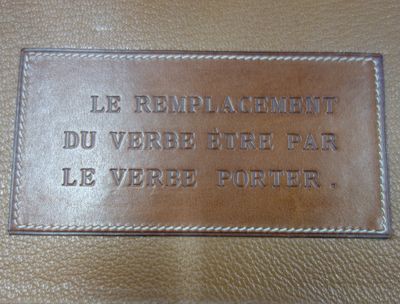 LE REMPLACEMENT
DU VERBE ÊTRE PAR
LE VERBE PORTER.